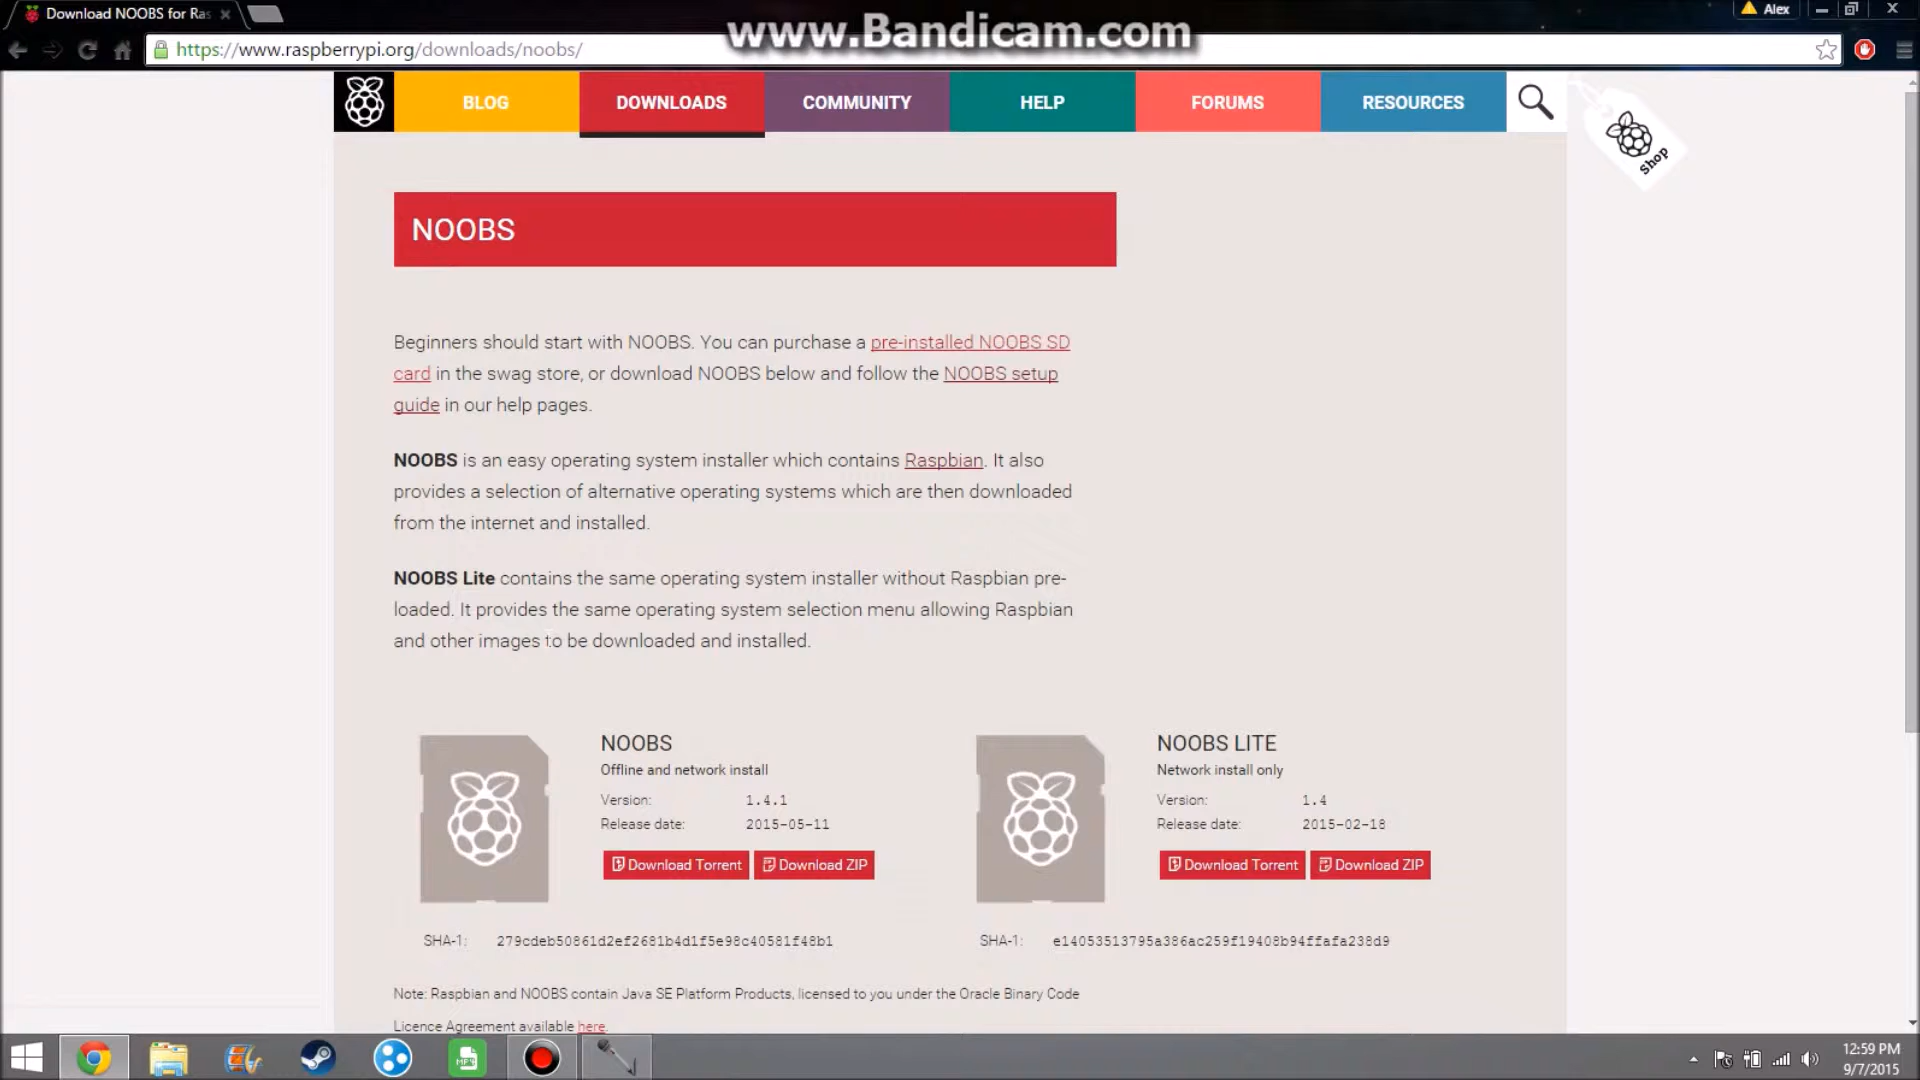 Download NOOBS for Ras
www.Bandicam.com
Alex
https://www.raspberrypi.org/downloads/noobs/
BLOG
DOWNLOADS
COMMUNITY
HELP
FORUMS
RESOURCES
Shop
NOOBS
Beginners should start with NOOBS. You can purchase a pre-installed NOOBS SD
card in the swag store, or download NOOBS below and follow the NOOBS setup
guide in our help pages.
NOOBS is an easy operating system installer which contains Raspbian. It also
provides a selection of alternative operating systems which are then downloaded
from the internet and installed.
NOOBS Lite contains the same operating system installer without Raspbian pre-
loaded. It provides the same operating system selection menu allowing Raspbian
and other images to be downloaded and installed.
NOOBS
Offline and network install
Version: 1.4.1
Release date: 2015-05-11
Download Torrent
Download ZIP
SHA-1: 279cdeb50861d2ef2681b4d1f5e98c40581f48b1
NOOBS LITE
Network install only
Version: 1.4
Release date: 2015-02-18
Download Torrent
Download ZIP
SHA-1: e14053513795a386ac259f19408b94ffafa238d9
Note: Raspbian and NOOBS contain Java SE Platform Products, licensed to you under the Oracle Binary Code
Licence Agreement available here.
MP3
12:59 PM
9/7/2015